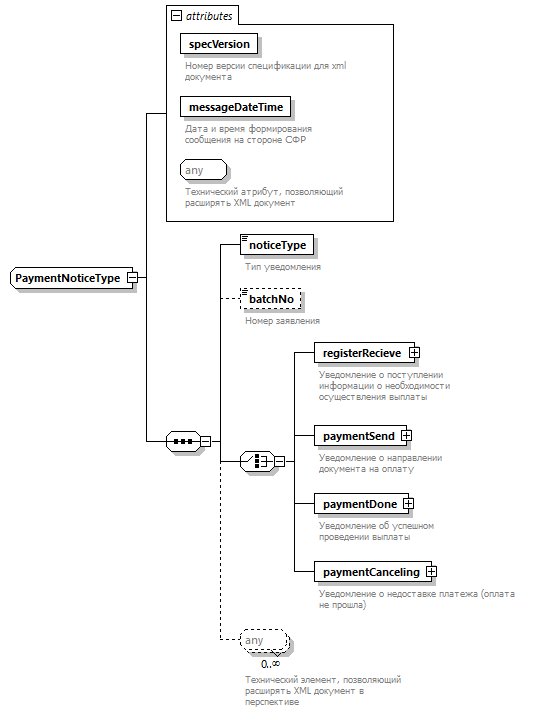 attributes
specVersion
Номер версии спецификации для xml
документа
messageDateTime
Дата и время формирования
сообщения на стороне СФР
any
Технический атрибут, позволяющий
расширять XML документ
PaymentNoticeType
noticeType
Тип уведомления
batchNo
Номер заявления
registerRecieve
Уведомление о поступлении
информации о необходимости
осуществления выплаты
paymentSend
Уведомление о направлении
документа на оплату
paymentDone
Уведомление об успешном
проведении выплаты
paymentCanceling
Уведомление о недоставке платежа (оплата
не прошла)
any
0..∞
Технический элемент, позволяющий
расширять XML документ в
перспективе